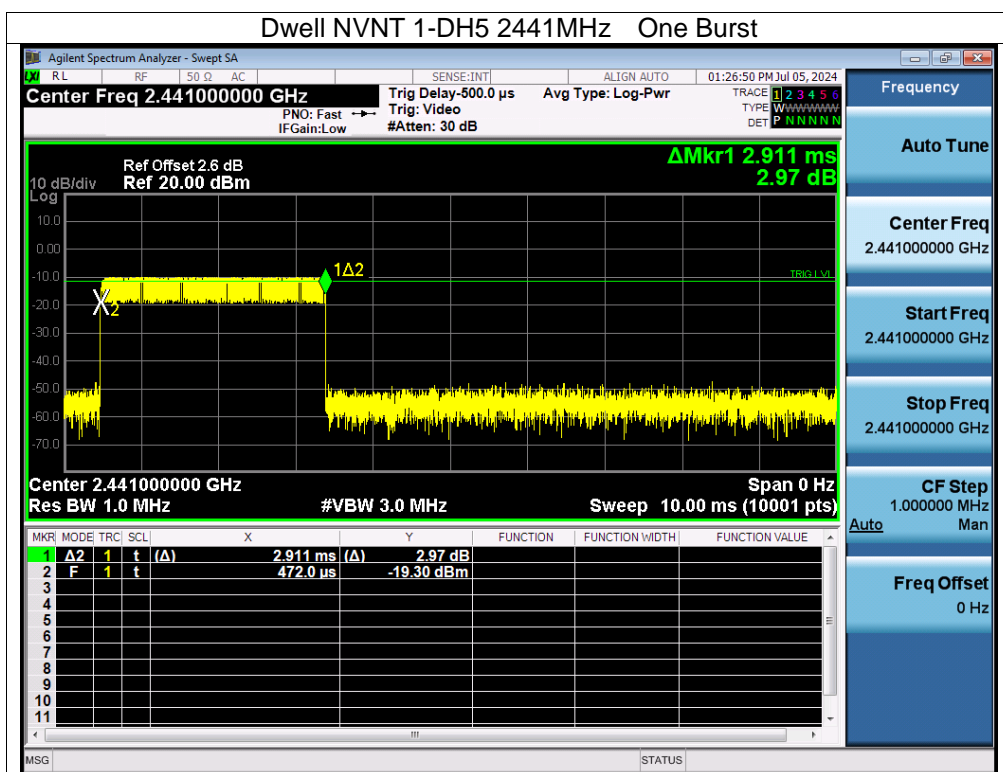 Dwell NVNT 1-DH5 2441MHz One Burst
Agilent Spectrum Analyzer - Swept SA
LXI RL RF 50 Ω AC SENSE:INT ALIGN AUTO 01:26:50 PM Jul 05, 2024
Center Freq 2.441000000 GHz Trig Delay-500.0 µs Avg Type: Log-Pwr TRACE 1 2 3 4 5 6
PNO: Fast Trig: Video TYPE WWWWWW
IFGain:Low #Atten: 30 dB DET P NNNNN
ΔMkr1 2.911 ms
2.97 dB
Ref Offset 2.6 dB
10 dB/div Ref 20.00 dBm
Log
10.0
0.00
-10.0
1Δ2
TRIG LVL
-20.0
2
-30.0
-40.0
-50.0
-60.0
-70.0
Center 2.441000000 GHz Span 0 Hz
Res BW 1.0 MHz #VBW 3.0 MHz Sweep 10.00 ms (10001 pts)
MKR MODE TRC SCL X Y FUNCTION FUNCTION WIDTH FUNCTION VALUE
1 Δ2 1 t (Δ) 2.911 ms (Δ) 2.97 dB
2 F 1 t 472.0 µs -19.30 dBm
3
4
5
6
7
8
9
10
11
MSG STATUS
Frequency
Auto Tune
Center Freq
2.441000000 GHz
Start Freq
2.441000000 GHz
Stop Freq
2.441000000 GHz
CF Step
1.000000 MHz
Auto Man
Freq Offset
0 Hz